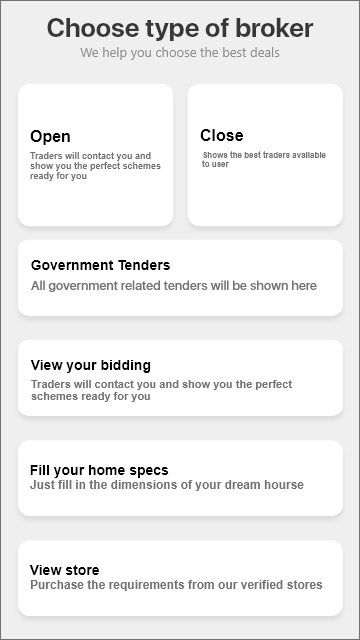 Choose type of broker
We help you choose the best deals
Open
Traders will contact you and
show you the perfect schemes
ready for you
Close
Shows the best traders available
to user
Government Tenders
All government related tenders will be shown here
View your bidding
Traders will contact you and show you the perfect
schemes ready for you
Fill your home specs
Just fill in the dimensions of your dream hourse
View store
Purchase the requirements from our verified stores